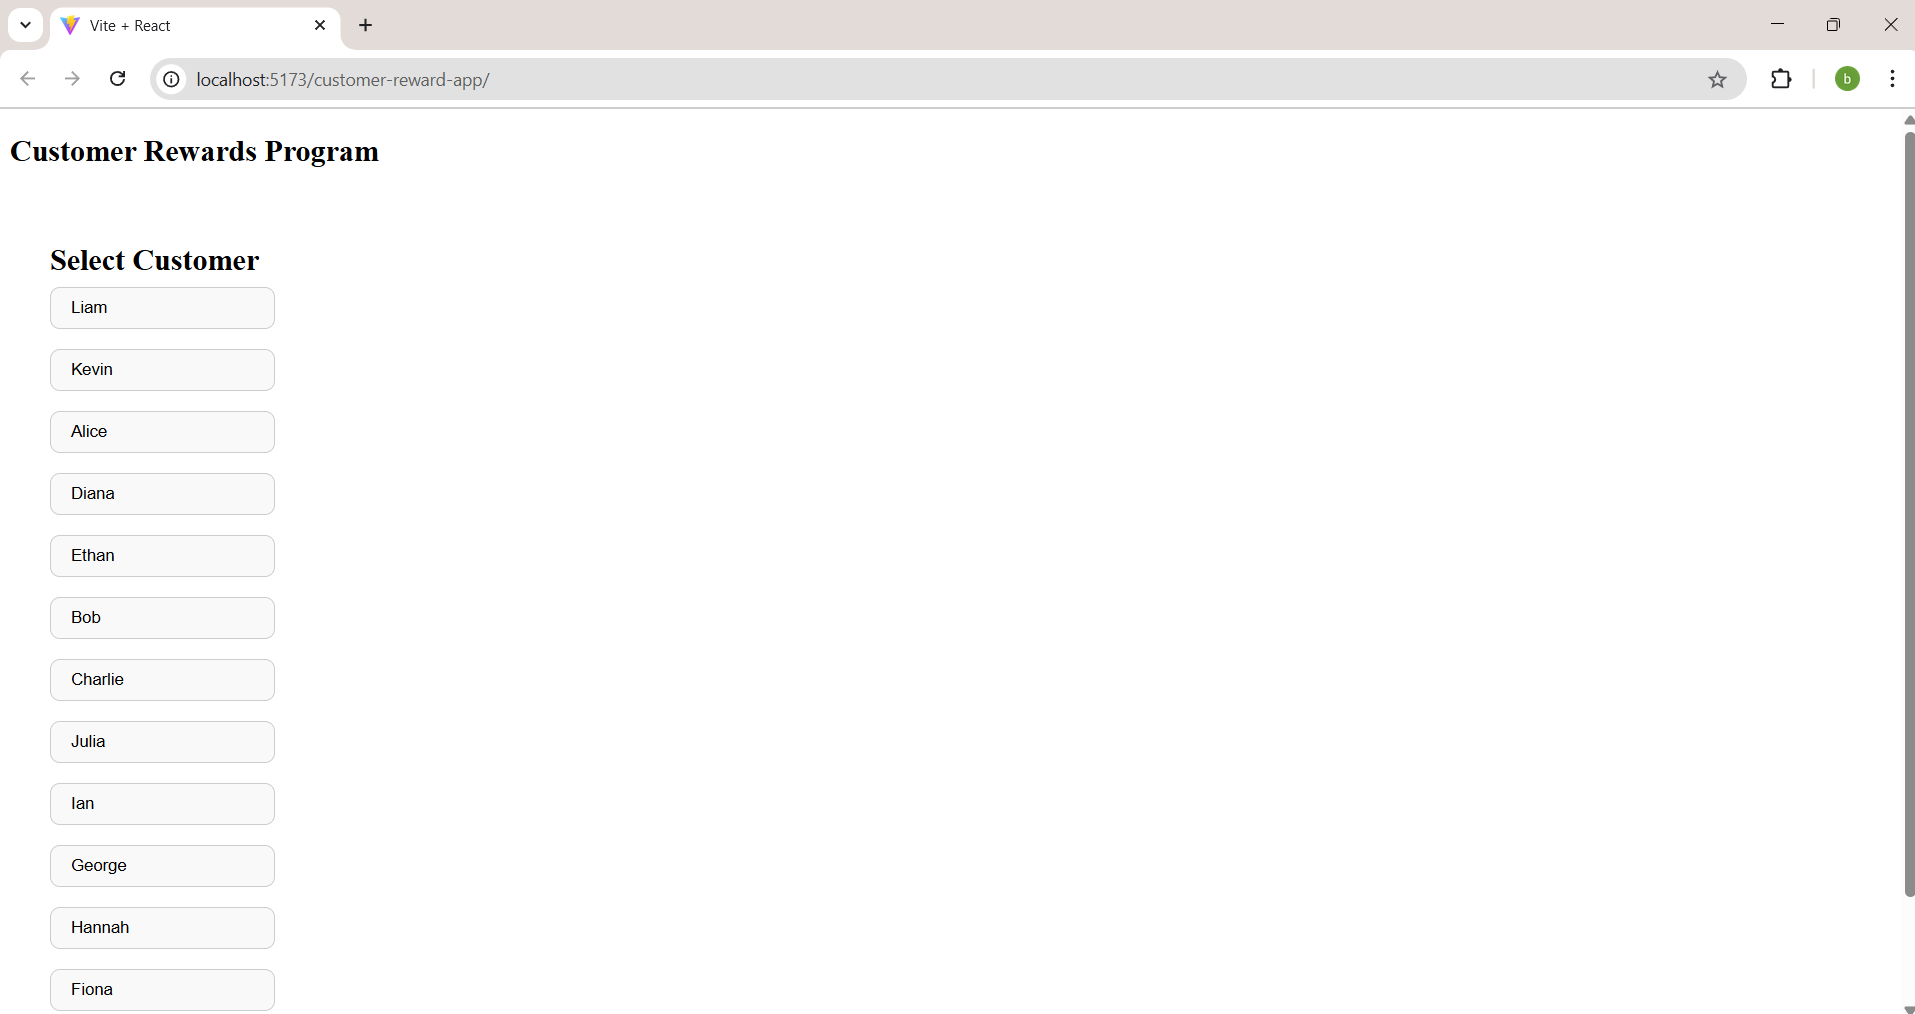 Vite + React
localhost:5173/customer-reward-app/
b
Customer Rewards Program
Select Customer
Liam
Kevin
Alice
Diana
Ethan
Bob
Charlie
Julia
Ian
George
Hannah
Fiona